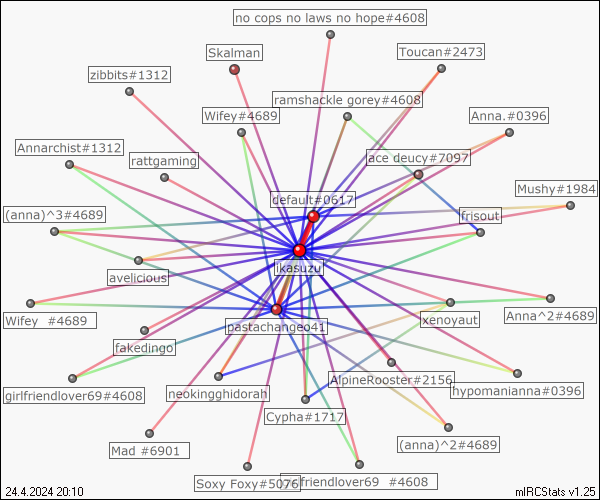 no cops no laws no hope#4608
Skalman
Toucan#2473
zibbits#1312
ramshackle gorey#4608
Wifey#4689
Anna.#0396
Annarchist#1312
rattgaming
ace deucy#7097
Mushy#1984
default#0617
(anna)^3#4689
frisout
ikasuzu
avelicious
Wifey #4689
Anna^2#4689
pastachangeo41
xenoyaut
fakedingo
girlfriendlover69#4608
neokingghidorah
AlpineRooster#2156
hypomanianna#0396
Cypha#1717
Mad #6901
(anna)^2#4689
Soxy Foxy#5076
friendlover69 #4608
24.4.2024 20:10
mIRCStats v1.25